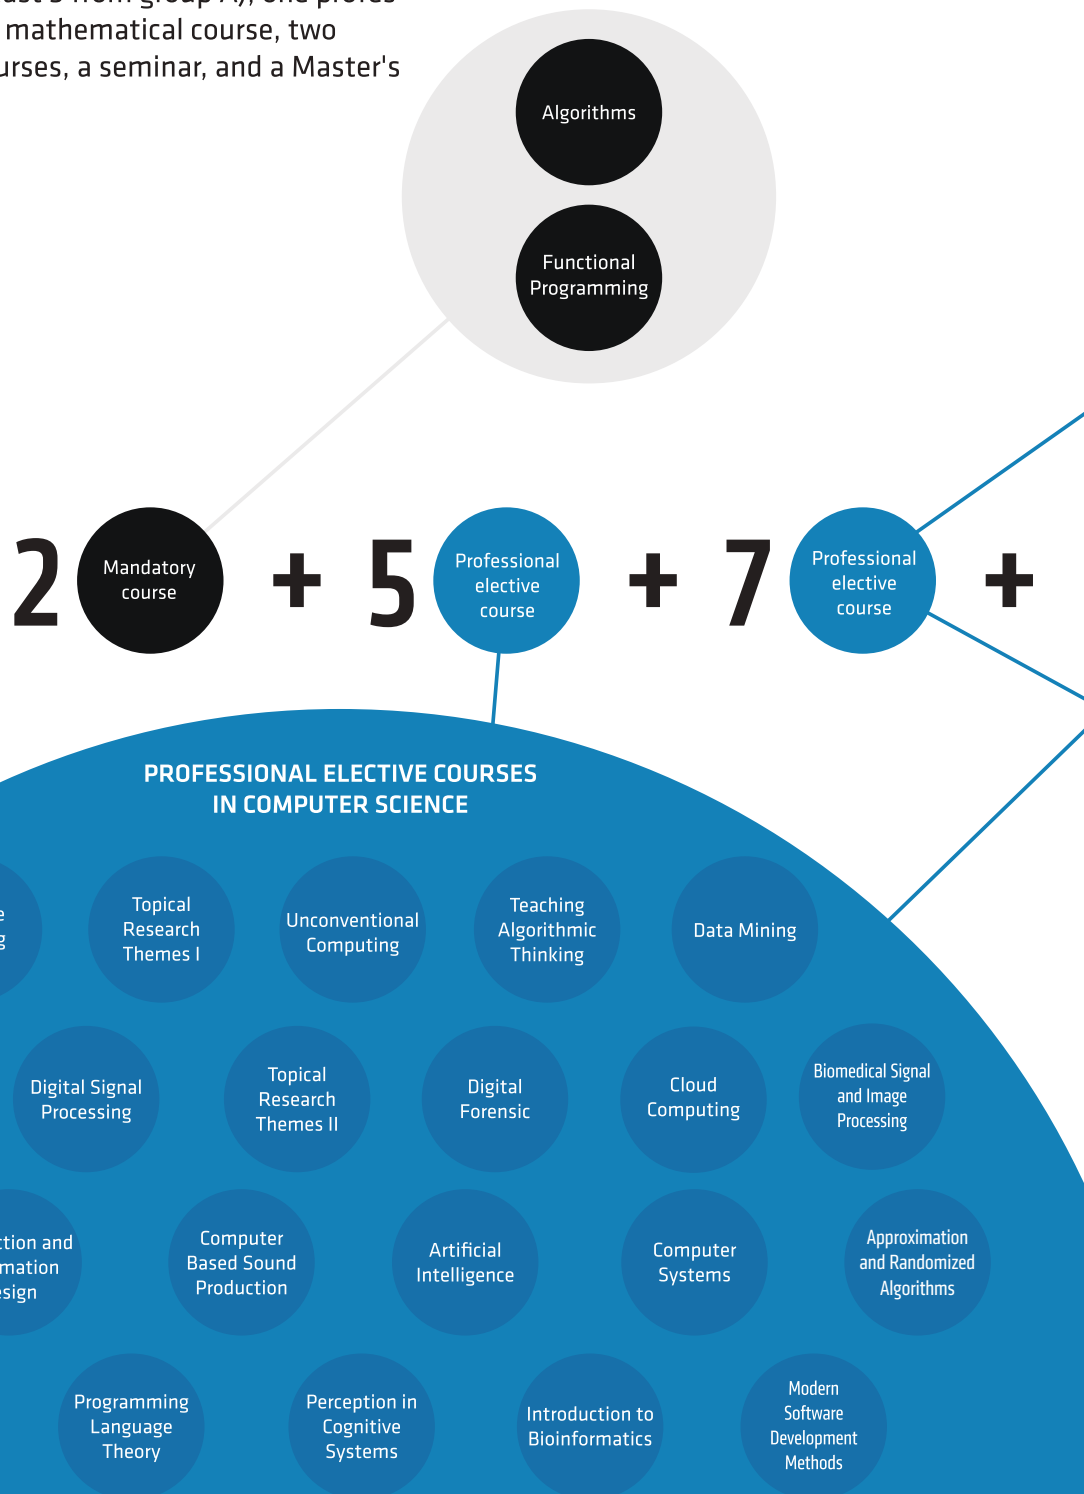 mathematical course, two
a seminar, and a Master's
Algorithms
Functional
Programming
2
Mandatory
course
+
5
Professional
elective
course
+
7
Professional
elective
course
+
PROFESSIONAL ELECTIVE COURSES
IN COMPUTER SCIENCE
Topical
Research
Themes I
Unconventional
Computing
Teaching
Algorithmic
Thinking
Data Mining
Digital Signal
Processing
Topical
Research
Themes II
Digital
Forensic
Cloud
Computing
Biomedical Signal
and Image
Processing
and
Computer
Based Sound
Production
Artificial
Intelligence
Computer
Systems
Approximation
and Randomized
Algorithms
Programming
Language
Theory
Perception in
Cognitive
Systems
Introduction to
Bioinformatics
Modern
Software
Development
Methods